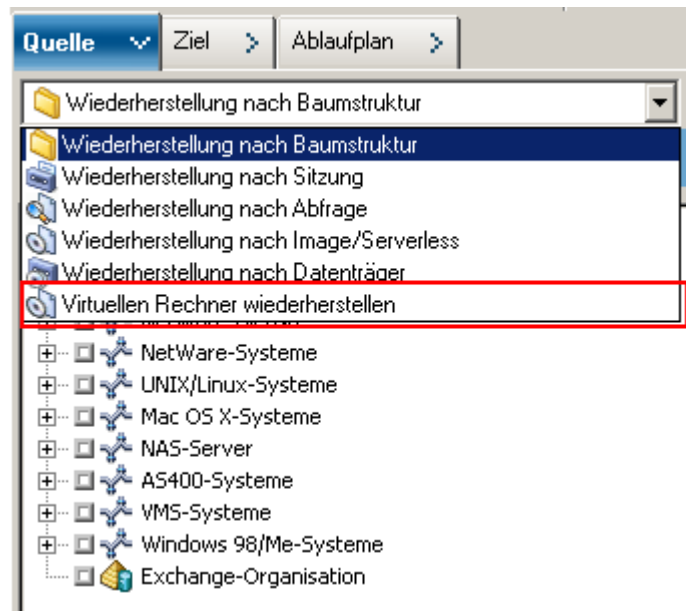 Quelle Ziel Ablaufplan
Wiederherstellung nach Baumstruktur
Wiederherstellung nach Baumstruktur
Wiederherstellung nach Sitzung
Wiederherstellung nach Abfrage
Wiederherstellung nach Image/Serverless
Wiederherstellung nach Datenträger
Virtuellen Rechner wiederherstellen
NetWare-Systeme
UNIX/Linux-Systeme
Mac OS X-Systeme
NAS-Server
AS400-Systeme
VMS-Systeme
Windows 98/Me-Systeme
Exchange-Organisation